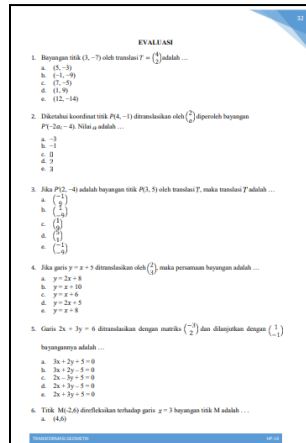 32
EVALUASI
1. Bayangan titik (3, −7) oleh translasi T = (4 2) adalah …
a. (5, −3)
b. (−1, −9)
c. (7, −5)
d. (1, 9)
e. (12, −14)
2. Diketahui koordinat titik P(4, −1) ditranslasikan oleh (2 a) diperoleh bayangan
P'(−2a, − 4). Nilai a adalah …
a. −3
b. −1
c. 0
d. 2
e. 3
3. Jika P'(2, −4) adalah bayangan titik P(3, 5) oleh translasi T, maka translasi T adalah …
a. (−1 9)
b.
c.
d.
e. (−1 −9)
4. Jika garis y = x + 5 ditranslasikan oleh (2 3), maka persamaan bayangan adalah …
a. y = 2x + 8
b. y = x + 10
c. y = x + 6
d. y = 2x + 5
e. y = x + 8
5. Garis 2x + 3y = 6 ditranslasikan dengan matriks (−3 2) dan dilanjutkan dengan (1 −1)
bayangannya adalah …
a. 3x + 2y + 5 = 0
b. 3x + 2y − 5 = 0
c. 2x − 3y + 5 = 0
d. 2x + 3y − 5 = 0
e. 2x + 3y + 5 = 0
6. Titik M(-2,6) direfleksikan terhadap garis x = 3 bayangan titik M adalah . . .
a. (4,6)
TRANSFORMASI GEOMETRI